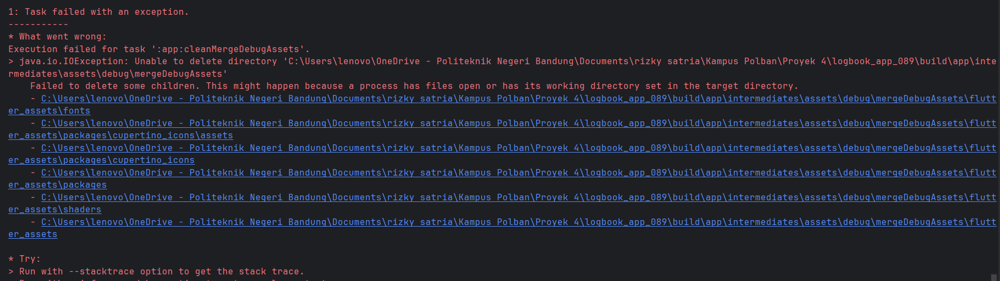 1: Task failed with an exception.
-----------
* What went wrong:
Execution failed for task ':app:cleanMergeDebugAssets'.
> java.io.IOException: Unable to delete directory 'C:\Users\lenovo\OneDrive - Politeknik Negeri Bandung\Documents\rizky satria\Kampus Polban\Proyek 4\logbook_app_089\build\app\inte
rmediates\assets\debug\mergeDebugAssets'
Failed to delete some children. This might happen because a process has files open or has its working directory set in the target directory.
- C:\Users\lenovo\OneDrive - Politeknik Negeri Bandung\Documents\rizky satria\Kampus Polban\Proyek 4\logbook_app_089\build\app\intermediates\assets\debug\mergeDebugAssets\flutt
er_assets\fonts
- C:\Users\lenovo\OneDrive - Politeknik Negeri Bandung\Documents\rizky satria\Kampus Polban\Proyek 4\logbook_app_089\build\app\intermediates\assets\debug\mergeDebugAssets\flutt
er_assets\packages\cupertino_icons\assets
- C:\Users\lenovo\OneDrive - Politeknik Negeri Bandung\Documents\rizky satria\Kampus Polban\Proyek 4\logbook_app_089\build\app\intermediates\assets\debug\mergeDebugAssets\flutt
er_assets\packages\cupertino_icons
- C:\Users\lenovo\OneDrive - Politeknik Negeri Bandung\Documents\rizky satria\Kampus Polban\Proyek 4\logbook_app_089\build\app\intermediates\assets\debug\mergeDebugAssets\flutt
er_assets\packages
- C:\Users\lenovo\OneDrive - Politeknik Negeri Bandung\Documents\rizky satria\Kampus Polban\Proyek 4\logbook_app_089\build\app\intermediates\assets\debug\mergeDebugAssets\flutt
er_assets\shaders
- C:\Users\lenovo\OneDrive - Politeknik Negeri Bandung\Documents\rizky satria\Kampus Polban\Proyek 4\logbook_app_089\build\app\intermediates\assets\debug\mergeDebugAssets\flutt
er_assets
* Try:
> Run with --stacktrace option to get the stack trace.